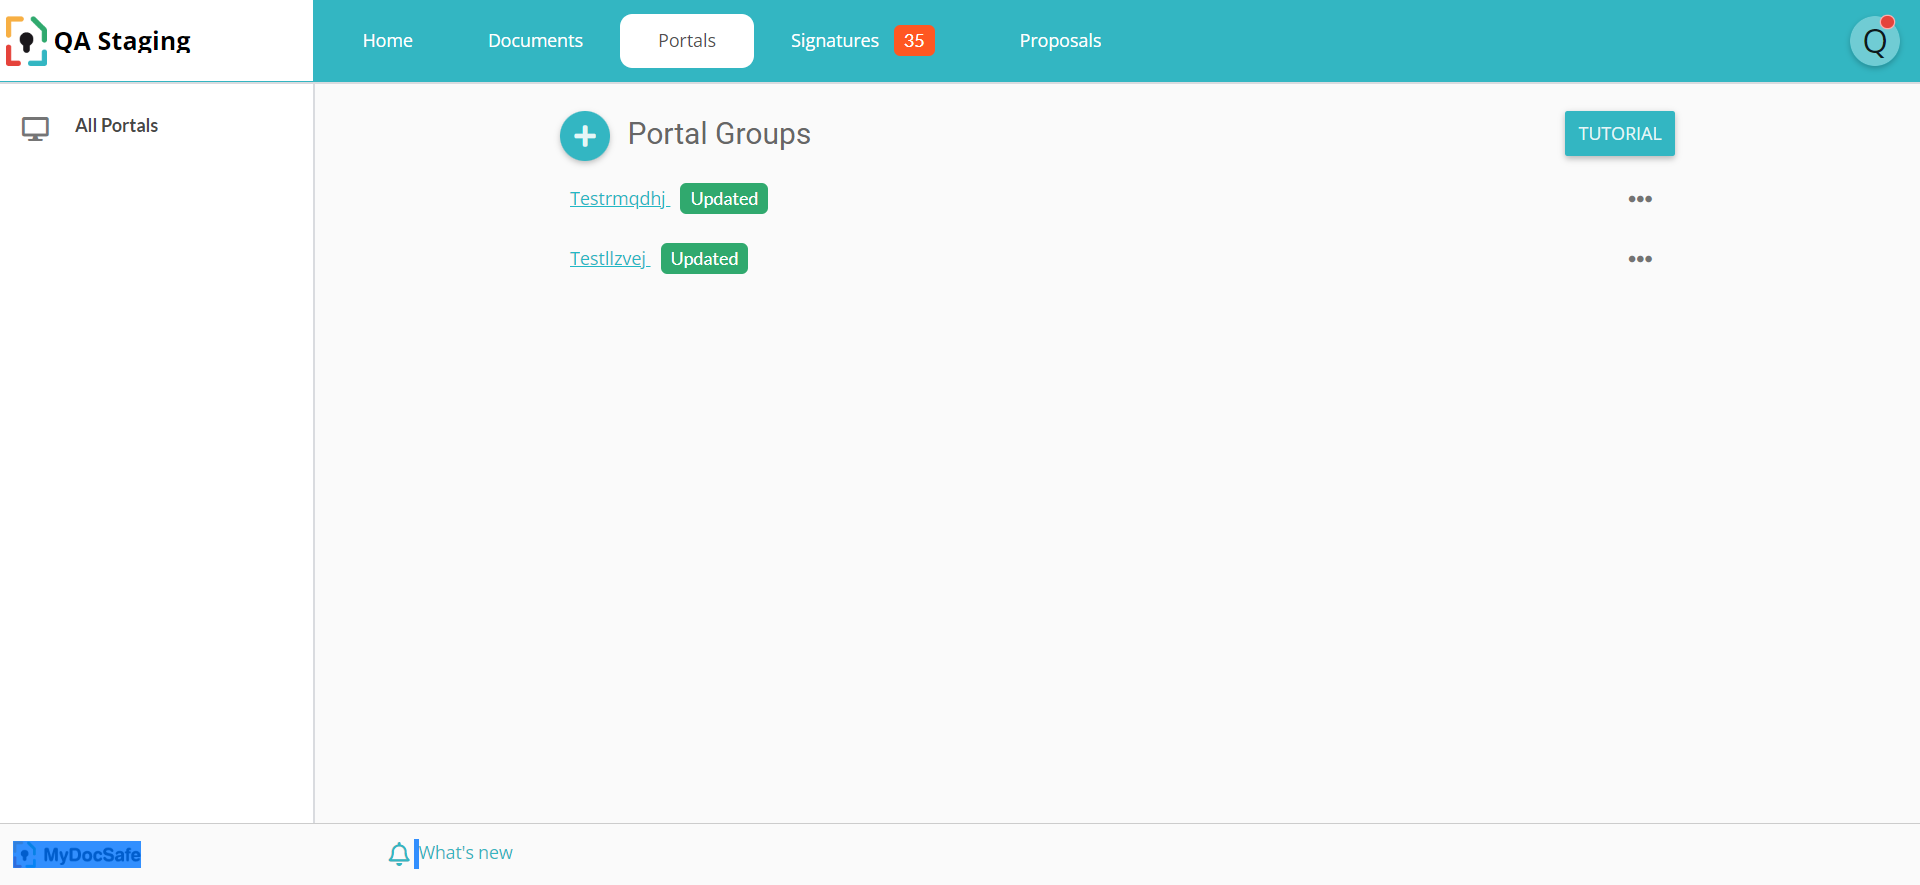 QA Staging
Home Documents Portals Signatures 35 Proposals Q
All Portals
Portal Groups TUTORIAL
Testrmqdhj Updated
Testllzvej Updated
MyDocSafe What's new